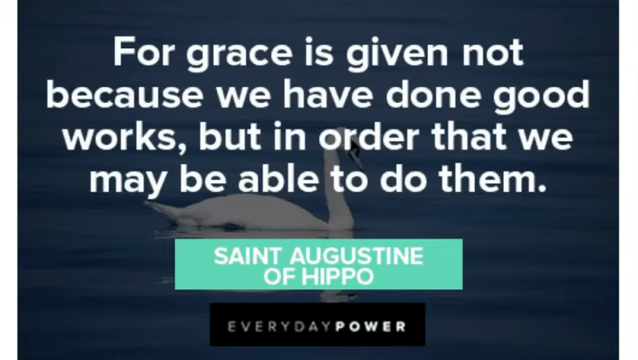 For grace is given not
because we have done good
works, but in order that we
may be able to do them.
SAINT AUGUSTINE
OF HIPPO
EVERYDAYPOWER